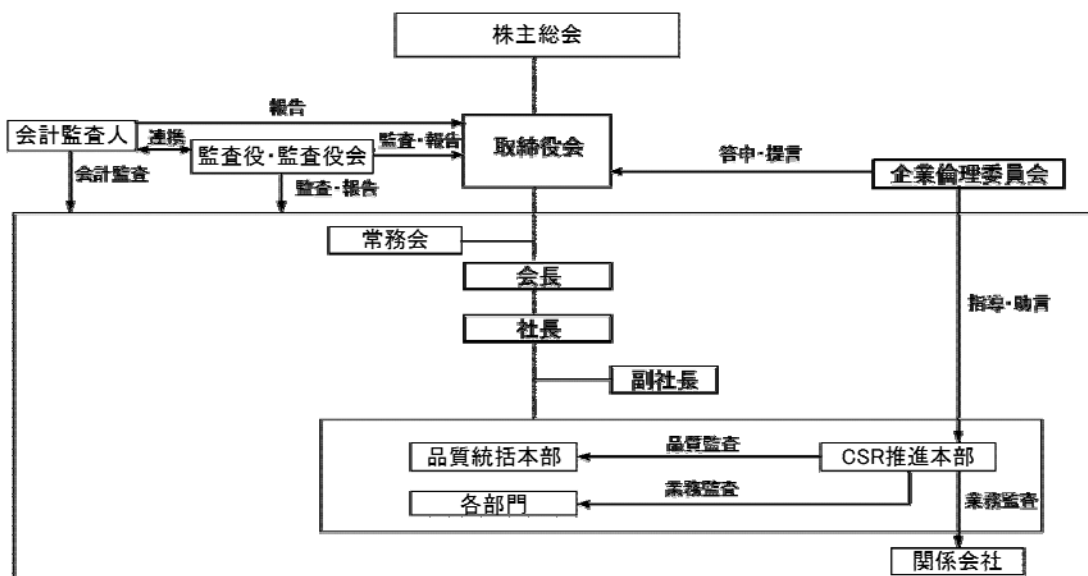 株主総会
報告
会計監査人
連携
監査役・監査役会
監査・報告
取締役会
答申・提言
企業倫理委員会
会計監査
監査・報告
常務会
会長
社長
指導・助言
副社長
品質統括本部
品質監査
CSR推進本部
各部門
業務監査
業務監査
関係会社